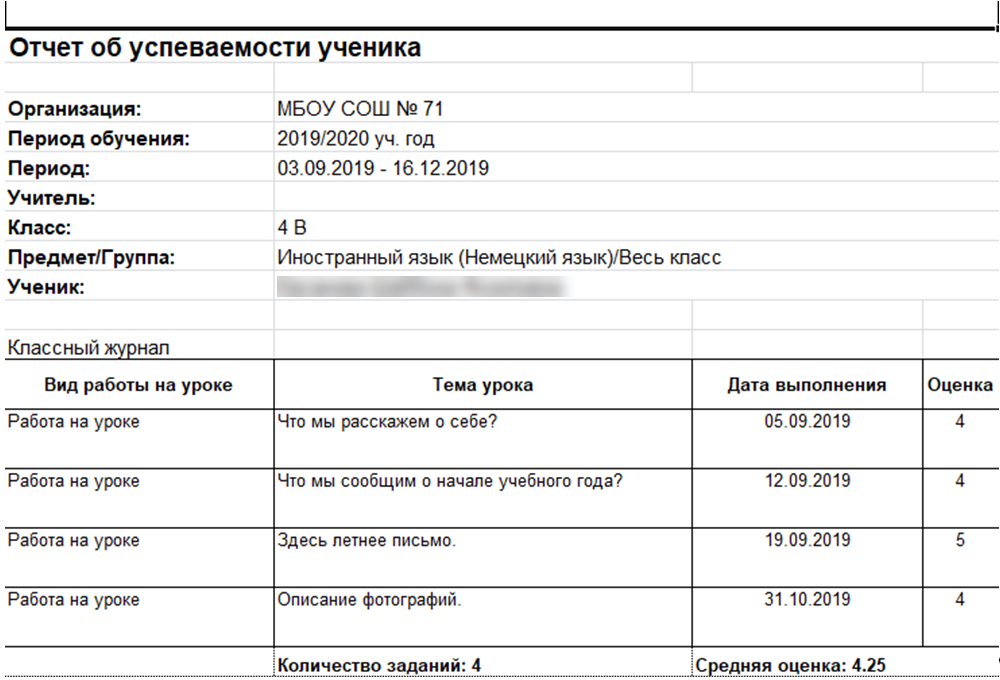 Отчет об успеваемости ученика
Организация: МБОУ СОШ № 71
Период обучения: 2019/2020 уч. год
Период: 03.09.2019 - 16.12.2019
Учитель:
Класс: 4 В
Предмет/Группа: Иностранный язык (Немецкий язык)/Весь класс
Ученик:
Классный журнал
Вид работы на уроке Тема урока Дата выполнения Оценка
Работа на уроке Что мы расскажем о себе? 05.09.2019 4
Работа на уроке Что мы сообщим о начале учебного года? 12.09.2019 4
Работа на уроке Здесь летнее письмо. 19.09.2019 5
Работа на уроке Описание фотографий. 31.10.2019 4
Количество заданий: 4 Средняя оценка: 4.25